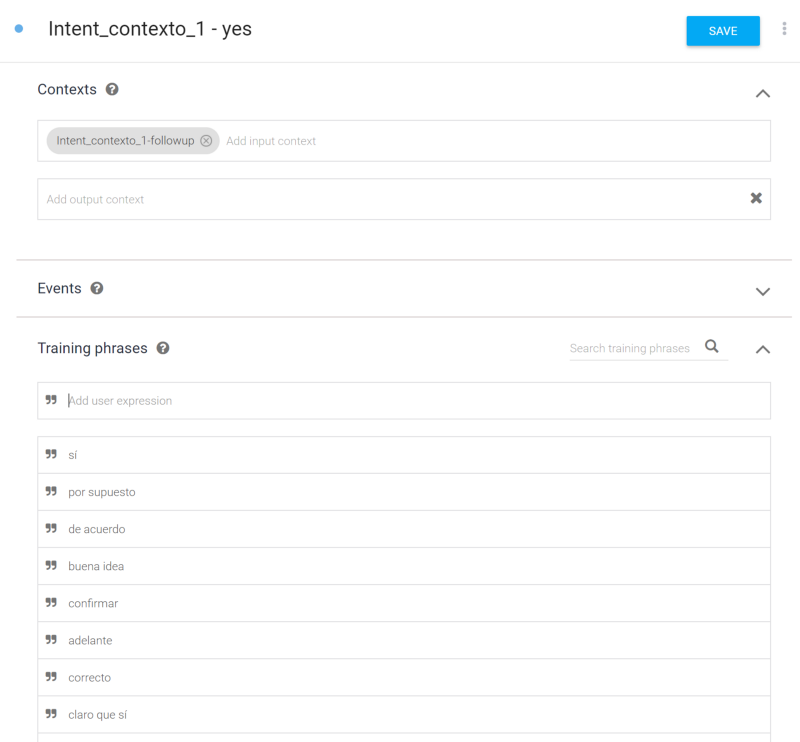 Intent_contexto_1 - yes
SAVE
Contexts
Intent_contexto_1-followup Add input context
Add output context
Events
Training phrases
Search training phrases
Add user expression
sí
por supuesto
de acuerdo
buena idea
confirmar
adelante
correcto
claro que sí